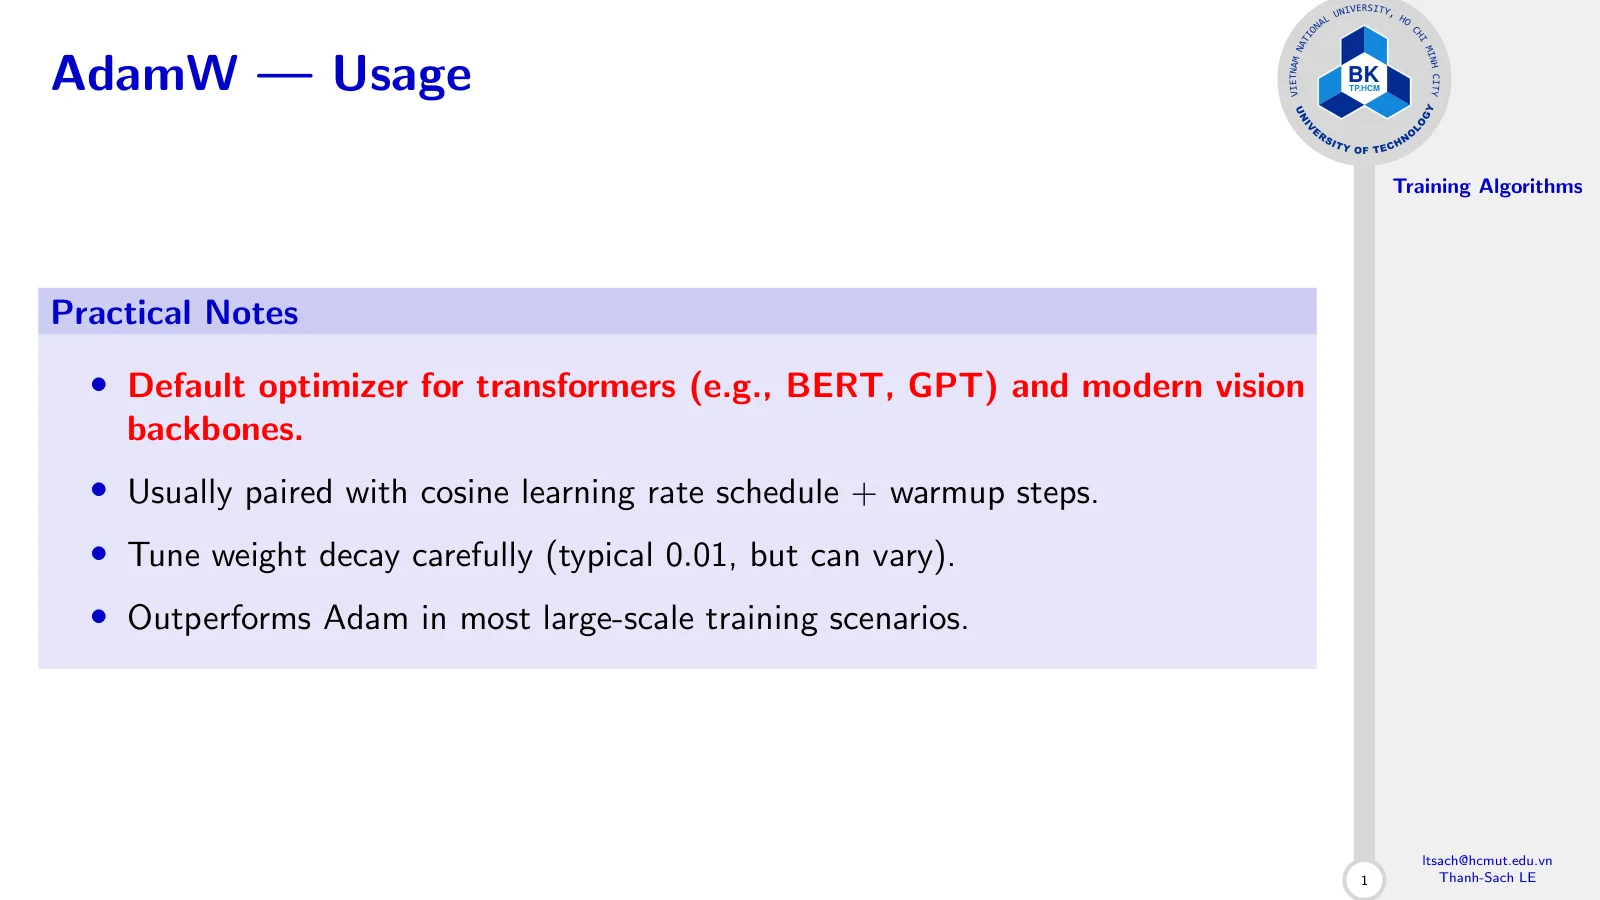 AdamW — Usage
VIETNAM NATIONAL UNIVERSITY, HO CHI MINH CITY
BK
TP.HCM
UNIVERSITY OF TECHNOLOGY
Training Algorithms
Practical Notes
• Default optimizer for transformers (e.g., BERT, GPT) and modern vision
backbones.
• Usually paired with cosine learning rate schedule + warmup steps.
• Tune weight decay carefully (typical 0.01, but can vary).
• Outperforms Adam in most large-scale training scenarios.
ltsach@hcmut.edu.vn
Thanh-Sach LE
1